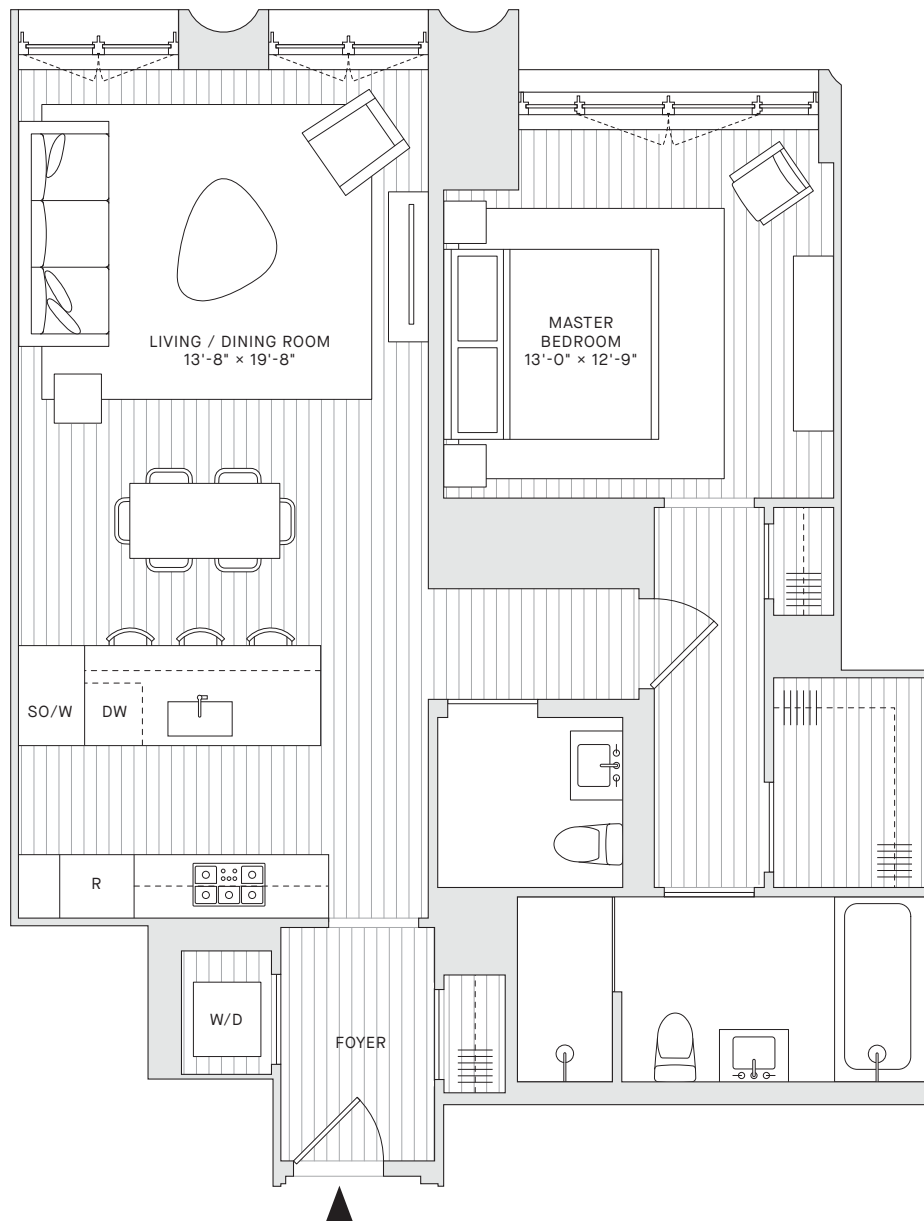 LIVING / DINING ROOM
13'-8" × 19'-8"
MASTER
BEDROOM
13'-0" × 12'-9"
SO/W
DW
R
W/D
FOYER